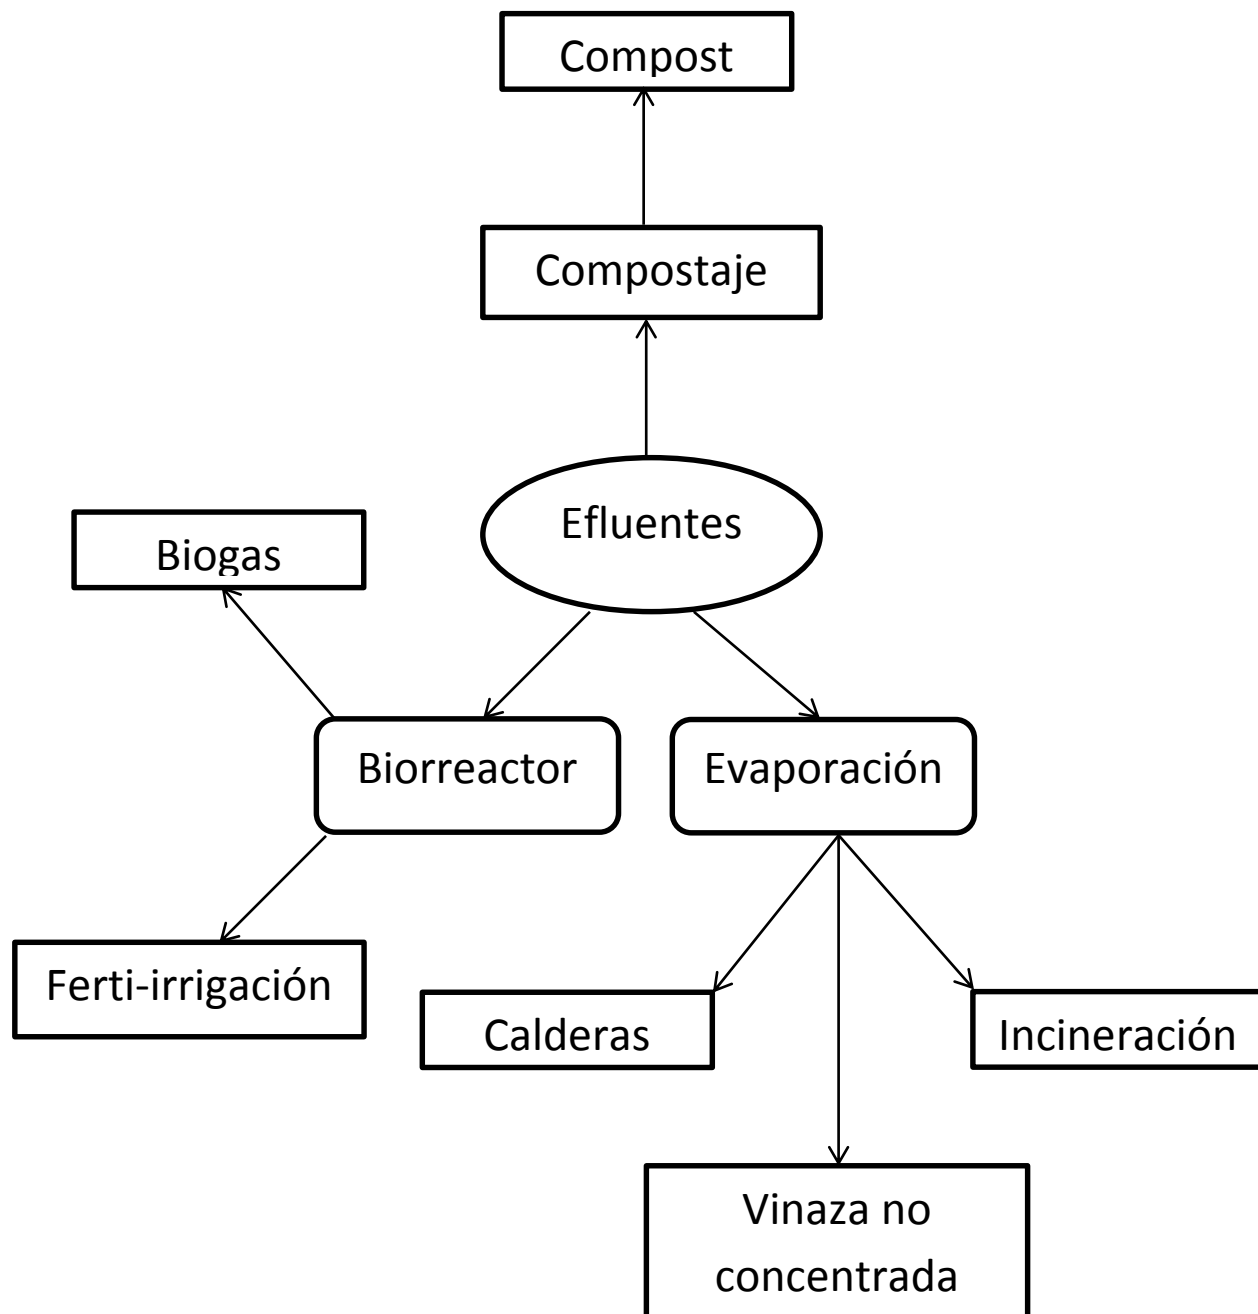 Compost
Compostaje
Efluentes
Biogas
Biorreactor
Evaporación
Ferti-irrigación
Calderas
Incineración
Vinaza no
concentrada